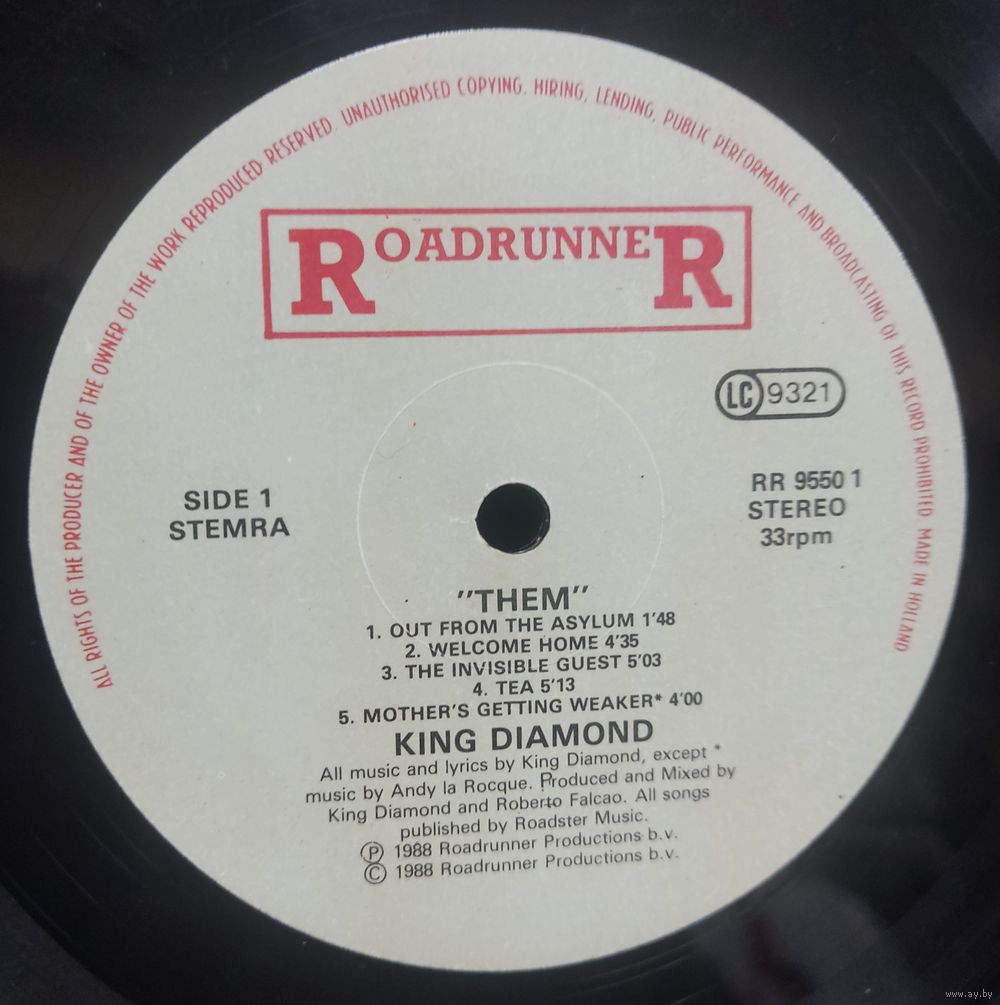 ALL RIGHTS OF THE PRODUCER AND OF THE OWNER OF THE WORK REPRODUCED RESERVED. UNAUTHORISED COPYING, HIRING, LENDING, PUBLIC PERFORMANCE AND BROADCASTING OF THIS RECORD PROHIBITED MADE IN HOLLAND
ROADRUNNER
LC 9321
SIDE 1
STEMRA
RR 9550 1
STEREO
33rpm
"THEM"
1. OUT FROM THE ASYLUM 1'48
2. WELCOME HOME 4'35
3. THE INVISIBLE GUEST 5'03
4. TEA 5'13
5. MOTHER'S GETTING WEAKER* 4'00
KING DIAMOND
All music and lyrics by King Diamond, except *
music by Andy la Rocque. Produced and Mixed by
King Diamond and Roberto Falcao. All songs
published by Roadster Music.
Ⓟ 1988 Roadrunner Productions b.v.
© 1988 Roadrunner Productions b.v.
www.ay.by